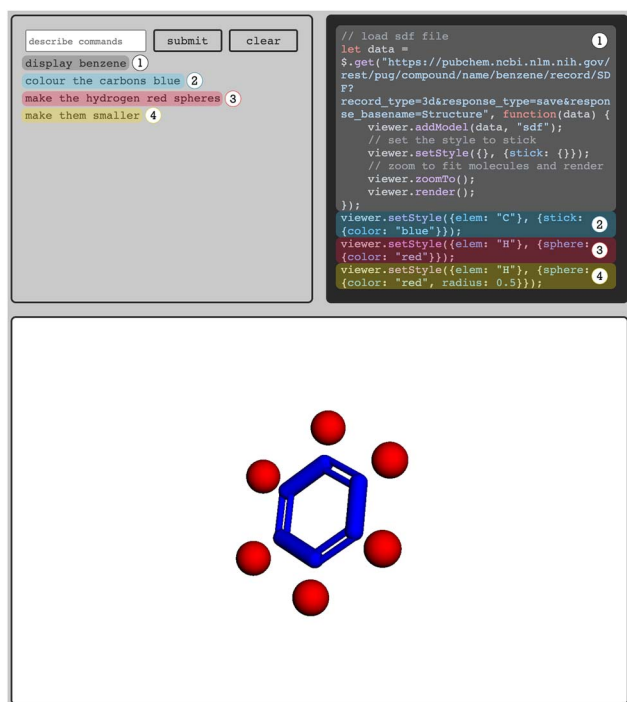 describe commands
submit
clear
display benzene 1
colour the carbons blue 2
make the hydrogen red spheres 3
make them smaller 4
// load sdf file 1
let data =
$.get("https://pubchem.ncbi.nlm.nih.gov/
rest/pug/compound/name/benzene/record/SD
F?
record_type=3d&response_type=save&respon
se_basename=Structure", function(data) {
    viewer.addModel(data, "sdf");
    // set the style to stick
    viewer.setStyle({}, {stick: {}});
    // zoom to fit molecules and render
    viewer.zoomTo();
    viewer.render();
});
viewer.setStyle({elem: "C"}, {stick:
{color: "blue"}}); 2
viewer.setStyle({elem: "H"}, {sphere:
{color: "red"}}); 3
viewer.setStyle({elem: "H"}, {sphere:
{color: "red", radius: 0.5}}); 4